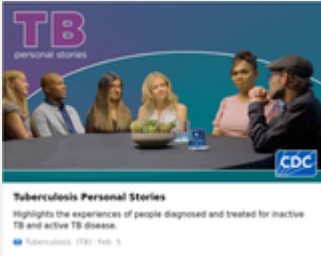 TB
personal stories
CDC
Tuberculosis Personal Stories
Highlights the experiences of people diagnosed and treated for inactive
TB and active TB disease.
Tuberculosis (TB) | Feb 5